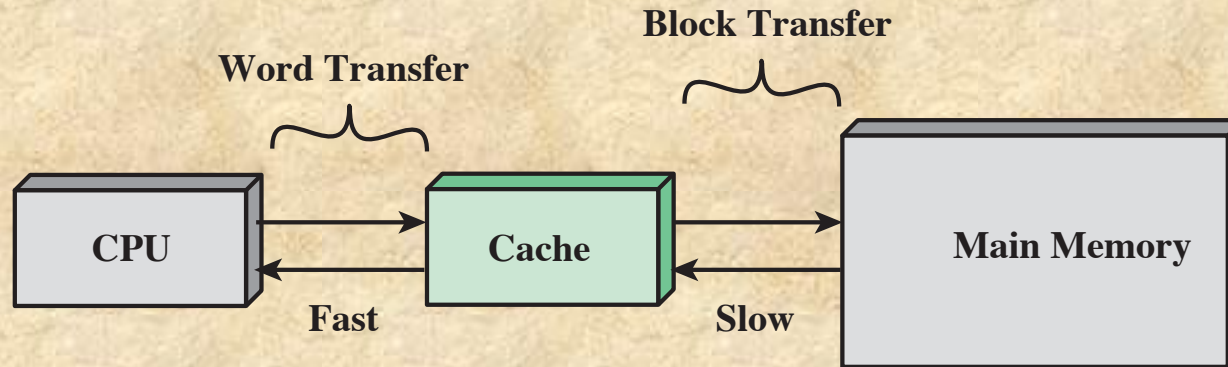 Block Transfer
Word Transfer
CPU
Cache
Main Memory
Fast
Slow